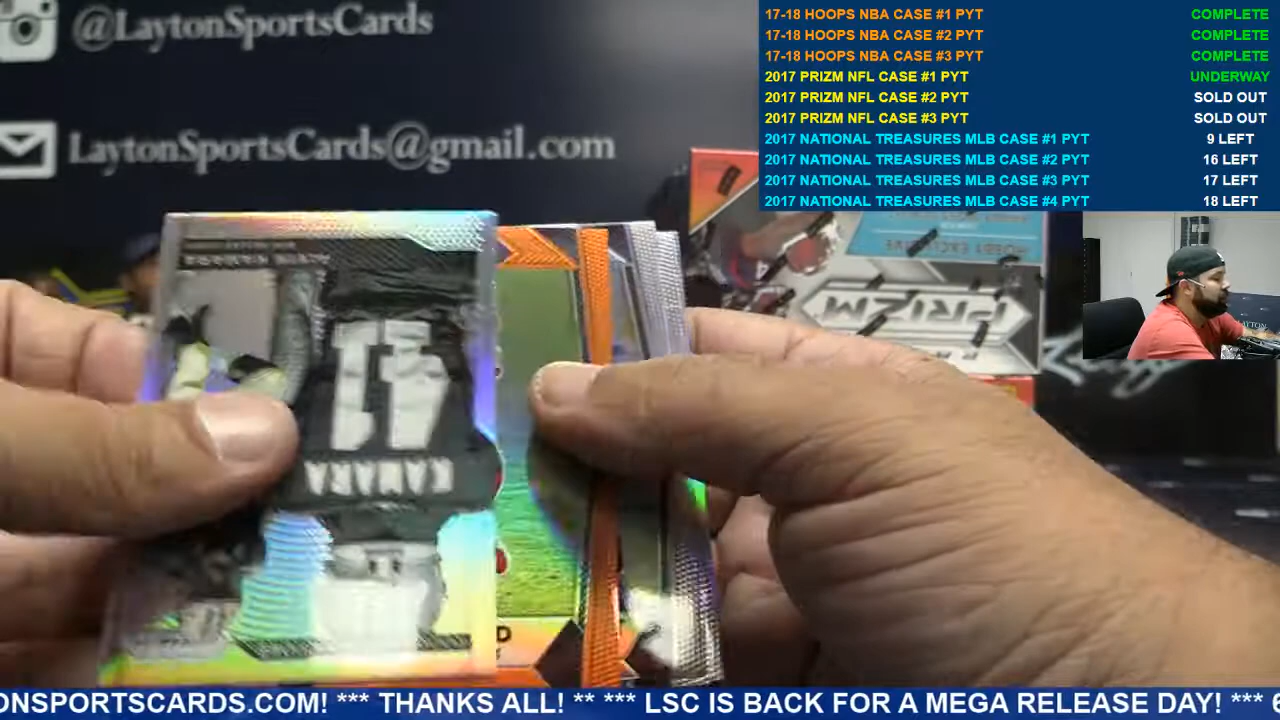 @LaytonSportsCards
LaytonSportsCards@gmail.com
17-18 HOOPS NBA CASE #1 PYT COMPLETE
17-18 HOOPS NBA CASE #2 PYT COMPLETE
17-18 HOOPS NBA CASE #3 PYT COMPLETE
2017 PRIZM NFL CASE #1 PYT UNDERWAY
2017 PRIZM NFL CASE #2 PYT SOLD OUT
2017 PRIZM NFL CASE #3 PYT SOLD OUT
2017 NATIONAL TREASURES MLB CASE #1 PYT 9 LEFT
2017 NATIONAL TREASURES MLB CASE #2 PYT 16 LEFT
2017 NATIONAL TREASURES MLB CASE #3 PYT 17 LEFT
2017 NATIONAL TREASURES MLB CASE #4 PYT 18 LEFT
HOBBY EXCLUSIVE
PRIZM
KAMARA
41
D
LAYTON
ONSPORTSCARDS.COM! *** THANKS ALL! ** *** LSC IS BACK FOR A MEGA RELEASE DAY! *** 6